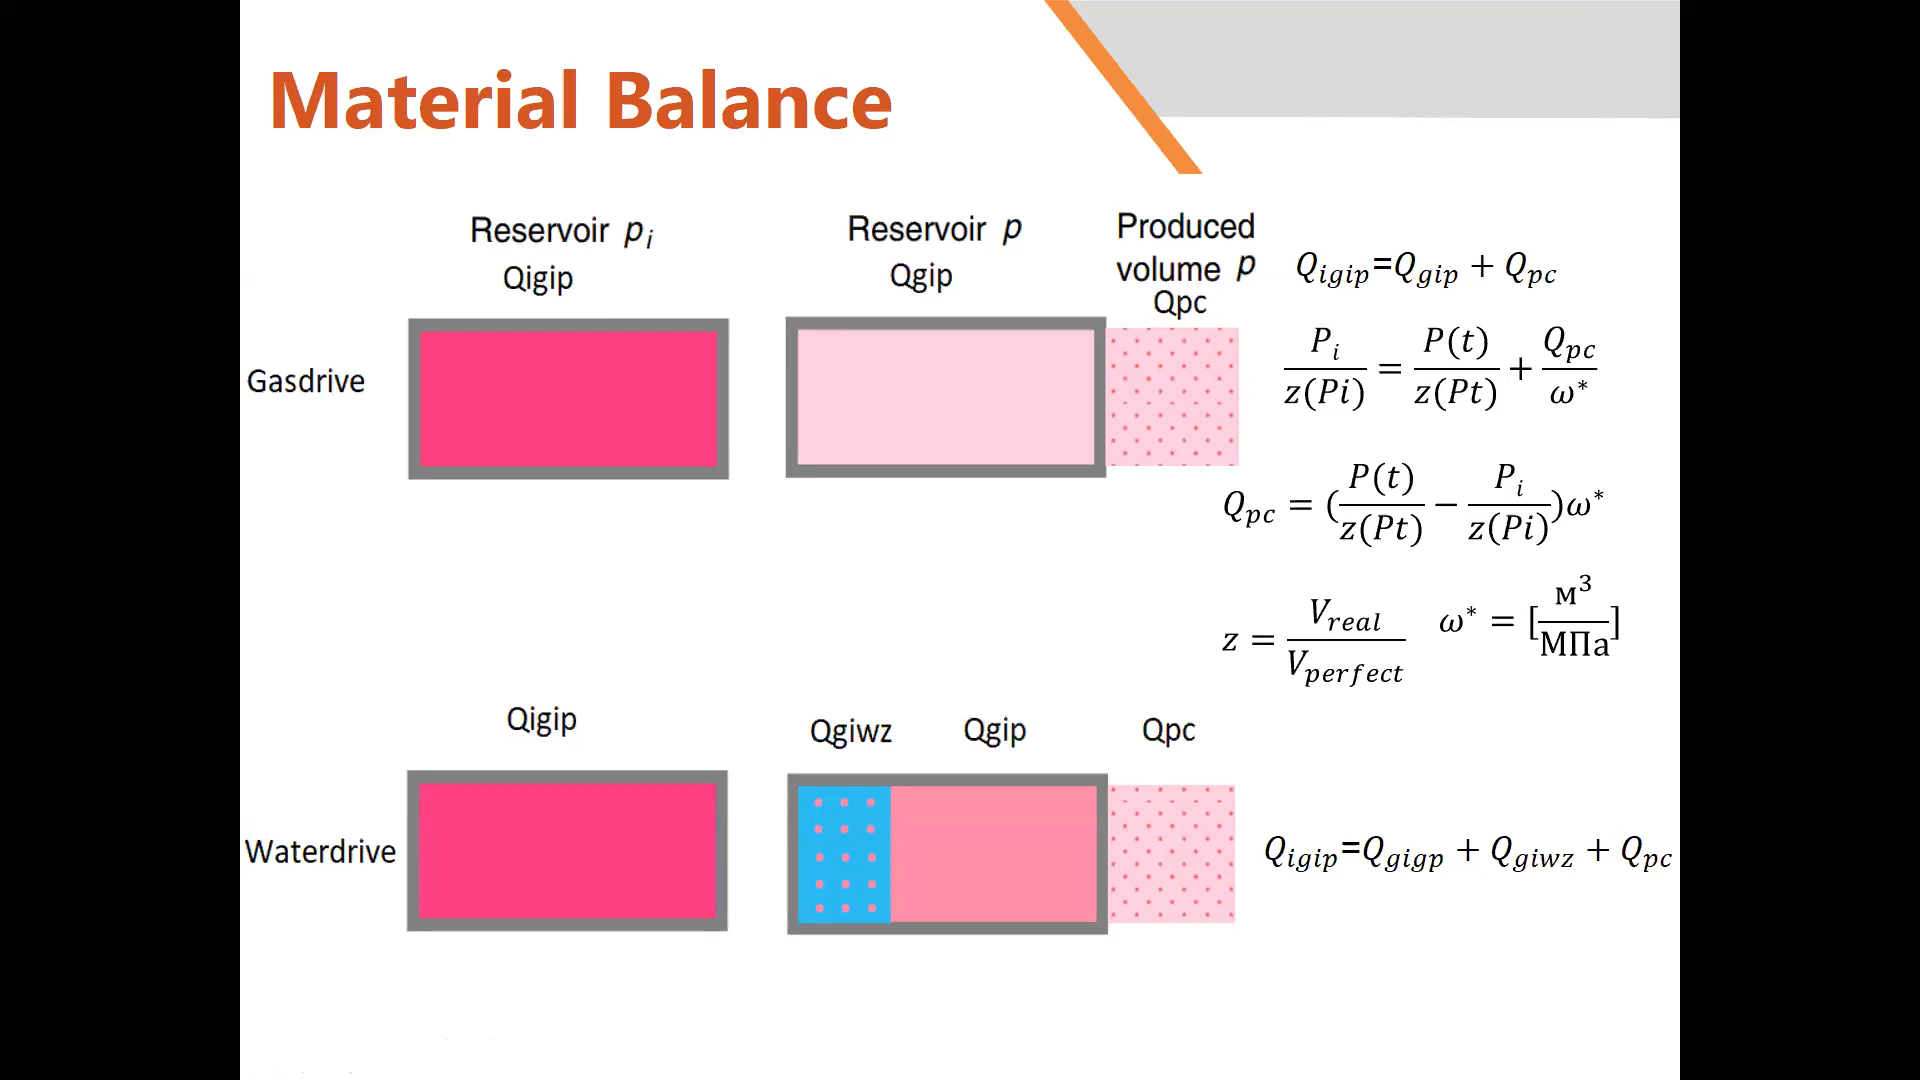 Material Balance
Reservoir p i
Qigip
Reservoir p
Qgip
Produced
volume p
Qpc
Gasdrive
Q_igip=Q_gip + Q_pc
P_i/z(Pi) = P(t)/z(Pt) + Q_pc/ω*
Q_pc = (P(t)/z(Pt) − P_i/z(Pi))ω*
z = V_real/V_perfect
ω* = [м³/МПа]
Qigip
Qgiwz
Qgip
Qpc
Waterdrive
Q_igip=Q_gigp + Q_giwz + Q_pc